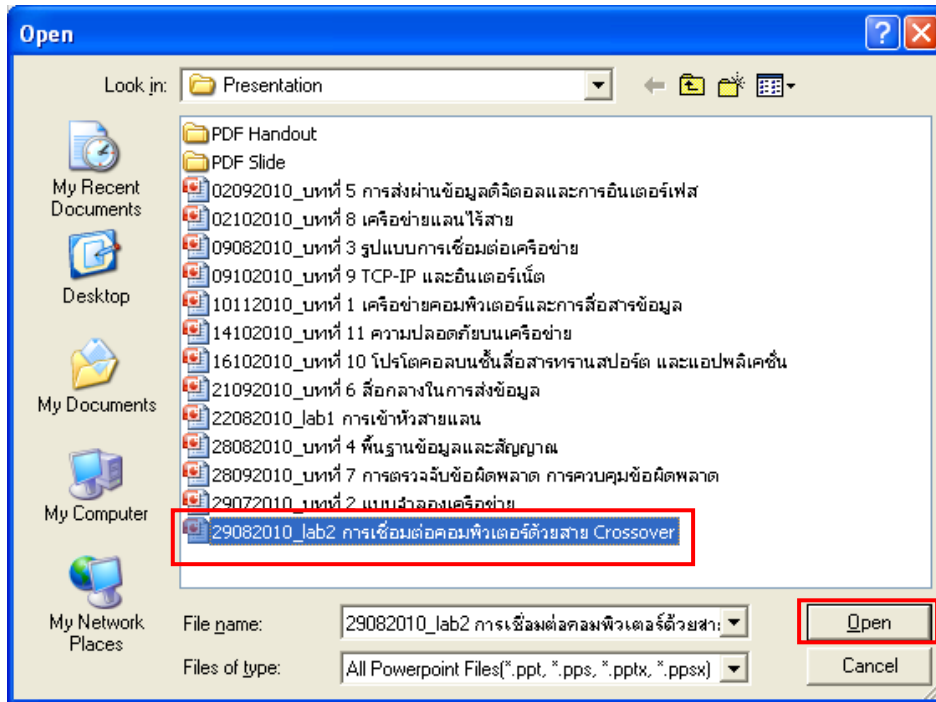 Open
Look in: Presentation
PDF Handout
PDF Slide
02092010_บทที่ 5 การส่งผ่านข้อมูลดิจิตอลและการอินเตอร์เฟส
02102010_บทที่ 8 เครือข่ายแลนไร้สาย
09082010_บทที่ 3 รูปแบบการเชื่อมต่อเครือข่าย
09102010_บทที่ 9 TCP-IP และอินเตอร์เน็ต
10112010_บทที่ 1 เครือข่ายคอมพิวเตอร์และการสื่อสารข้อมูล
14102010_บทที่ 11 ความปลอดภัยบนเครือข่าย
16102010_บทที่ 10 โปรโตคอลบนชั้นสื่อสารทรานสปอร์ต และแอปพลิเคชั่น
21092010_บทที่ 6 สื่อกลางในการส่งข้อมูล
22082010_lab1 การเข้าหัวสายแลน
28082010_บทที่ 4 พื้นฐานข้อมูลและสัญญาณ
28092010_บทที่ 7 การตรวจจับข้อผิดพลาด การควบคุมข้อผิดพลาด
29072010_บทที่ 2 แบบจำลองเครือข่าย
29082010_lab2 การเชื่อมต่อคอมพิวเตอร์ด้วยสาย Crossover
My Recent
Documents
Desktop
My Documents
My Computer
My Network
Places
File name: 29082010_lab2 การเชื่อมต่อคอมพิวเตอร์ด้วยสา
Open
Files of type: All Powerpoint Files(*.ppt, *.pps, *.pptx, *.ppsx)
Cancel